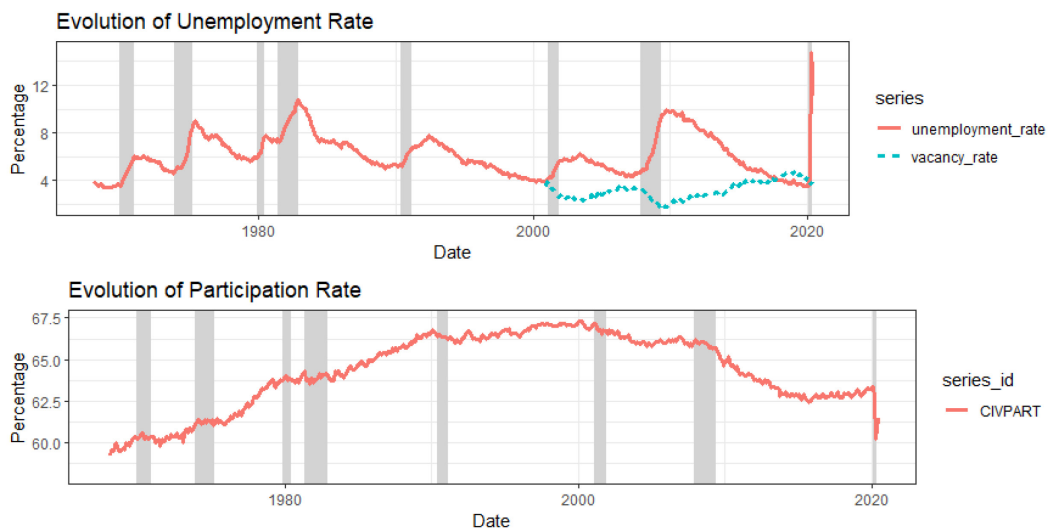 Evolution of Unemployment Rate
Percentage
12
8
4
1980
2000
2020
Date
series
unemployment_rate
vacancy_rate
Evolution of Participation Rate
Percentage
67.5
65.0
62.5
60.0
1980
2000
2020
Date
series_id
CIVPART